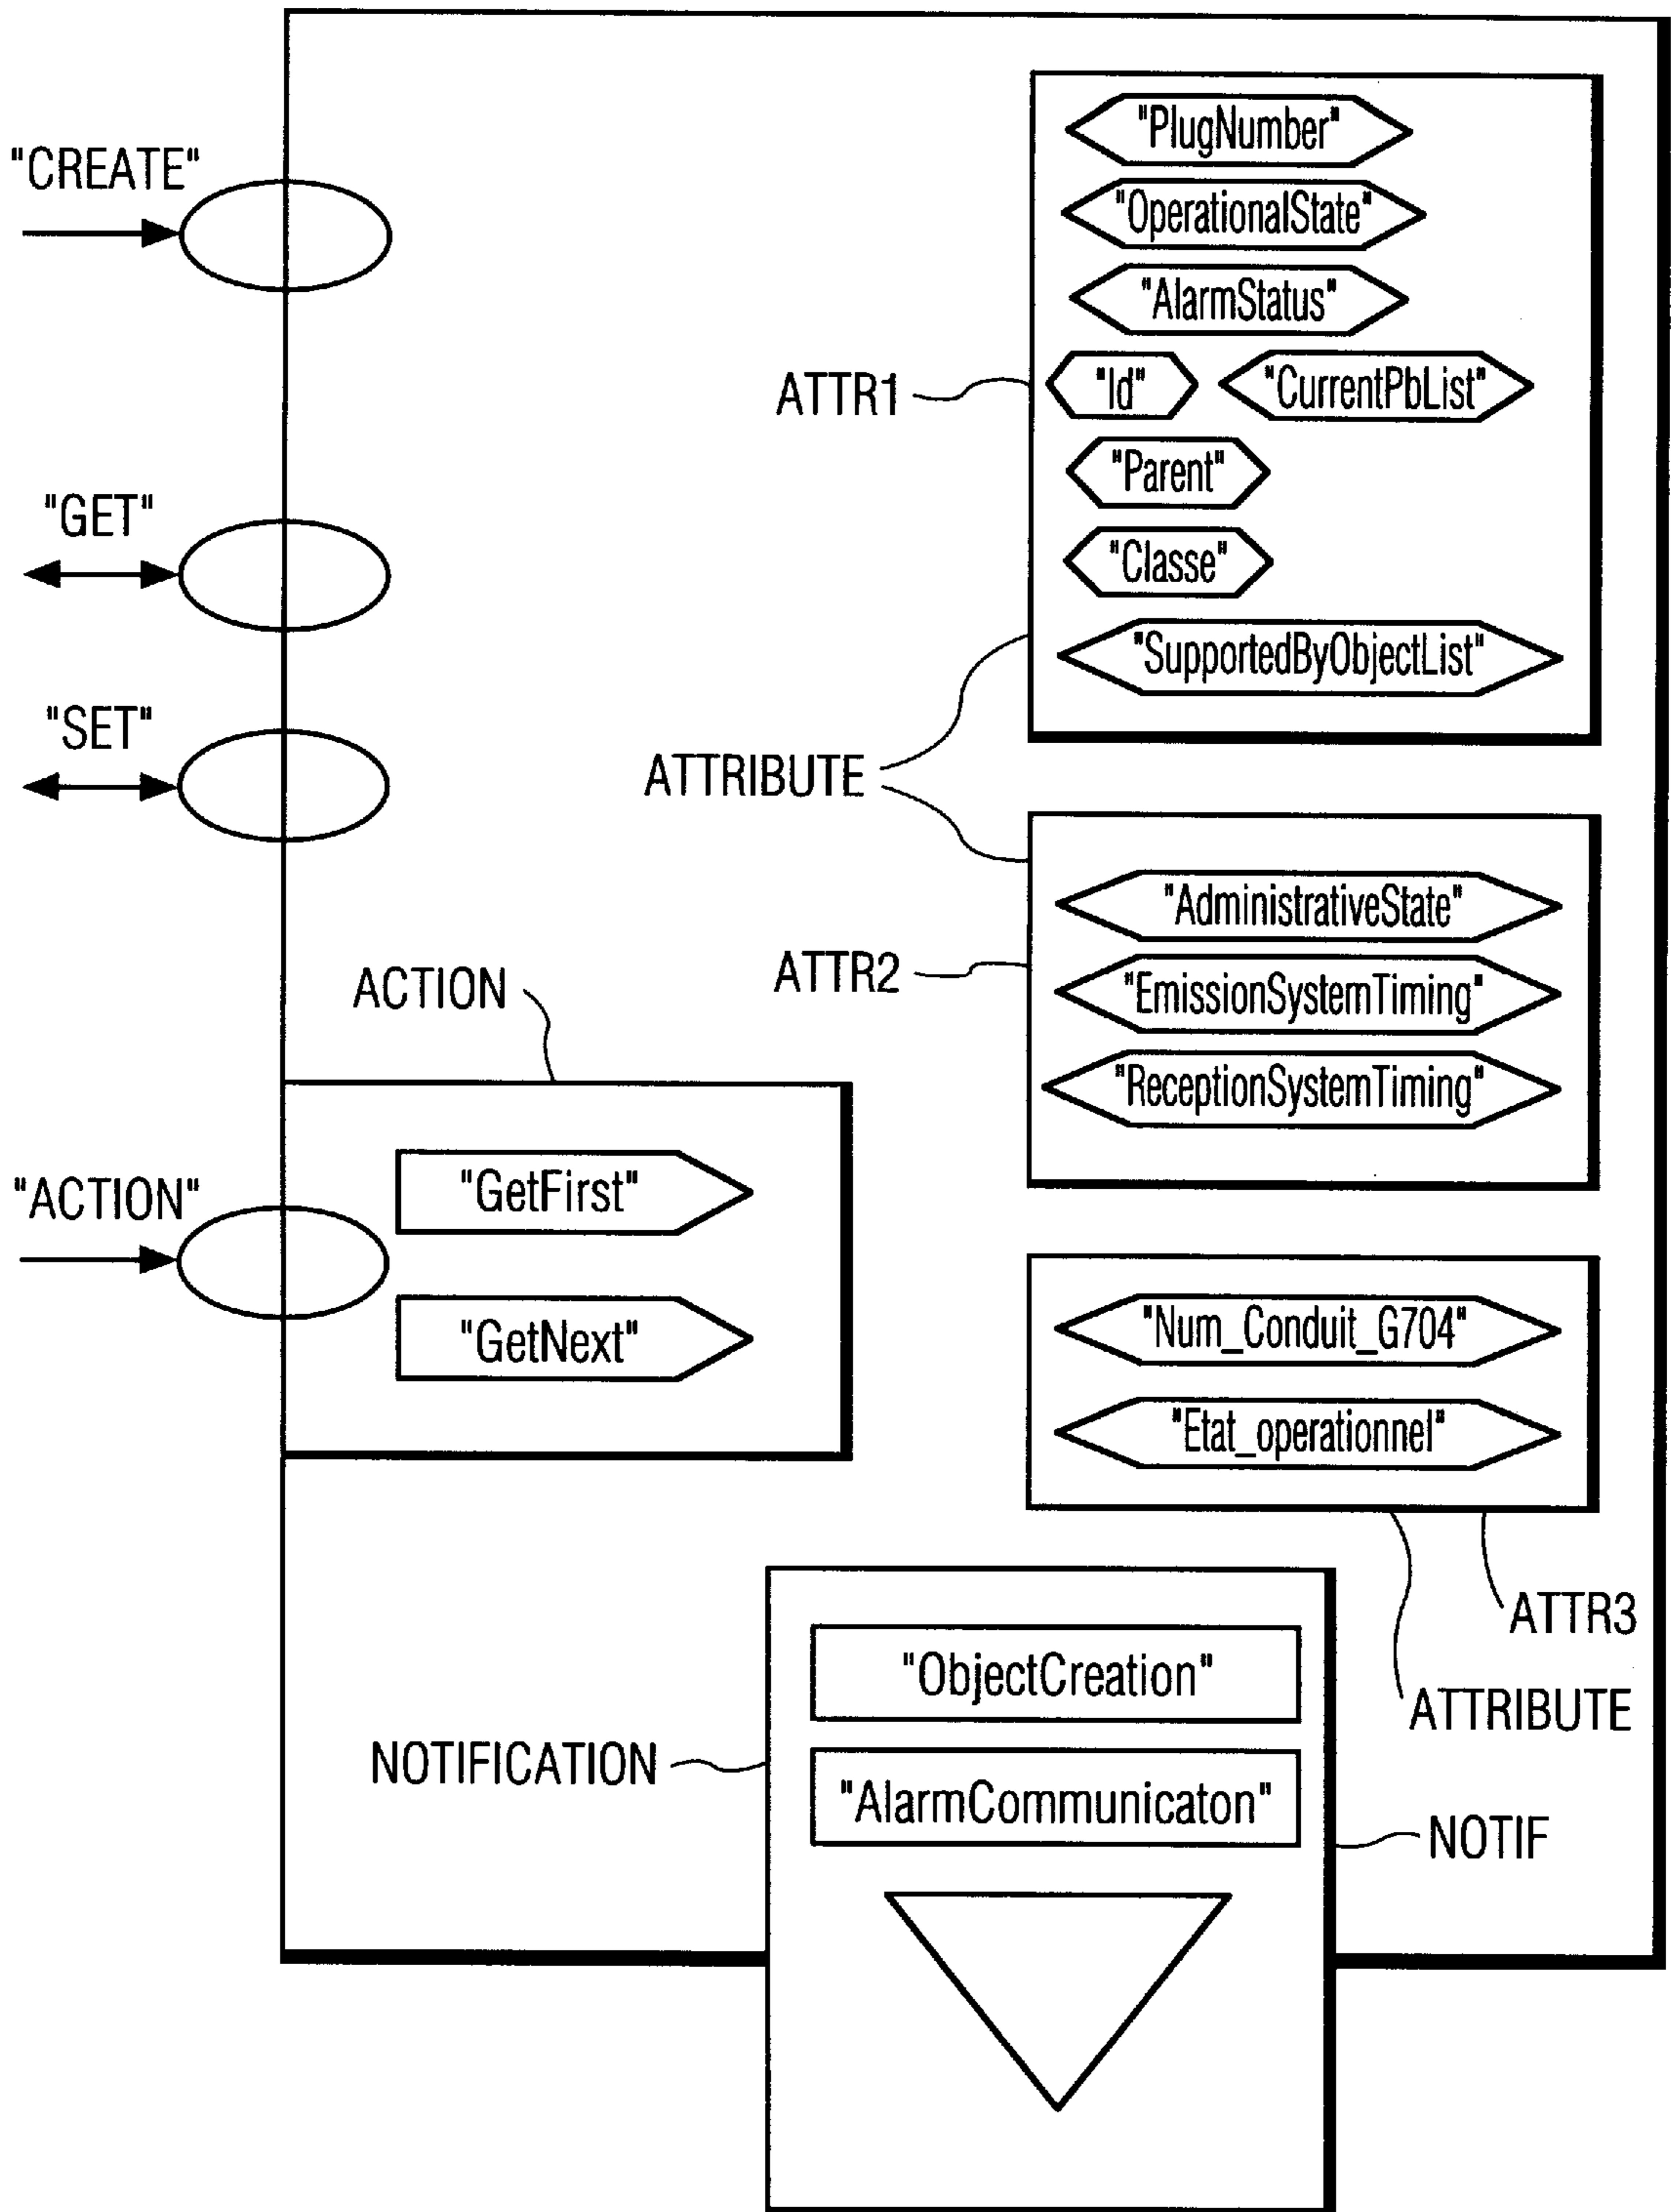 "CREATE"
"GET"
"SET"
"ACTION"
ACTION
"GetFirst"
"GetNext"
ATTR1
"PlugNumber"
"OperationalState"
"AlarmStatus"
"Id" "CurrentPbList"
"Parent"
"Classe"
"SupportedByObjectList"
ATTRIBUTE
ATTR2
"AdministrativeState"
"EmissionSystemTiming"
"ReceptionSystemTiming"
"Num_Conduit_G704"
"Etat_operationnel"
ATTR3
ATTRIBUTE
NOTIFICATION
"ObjectCreation"
"AlarmCommunicaton"
NOTIF